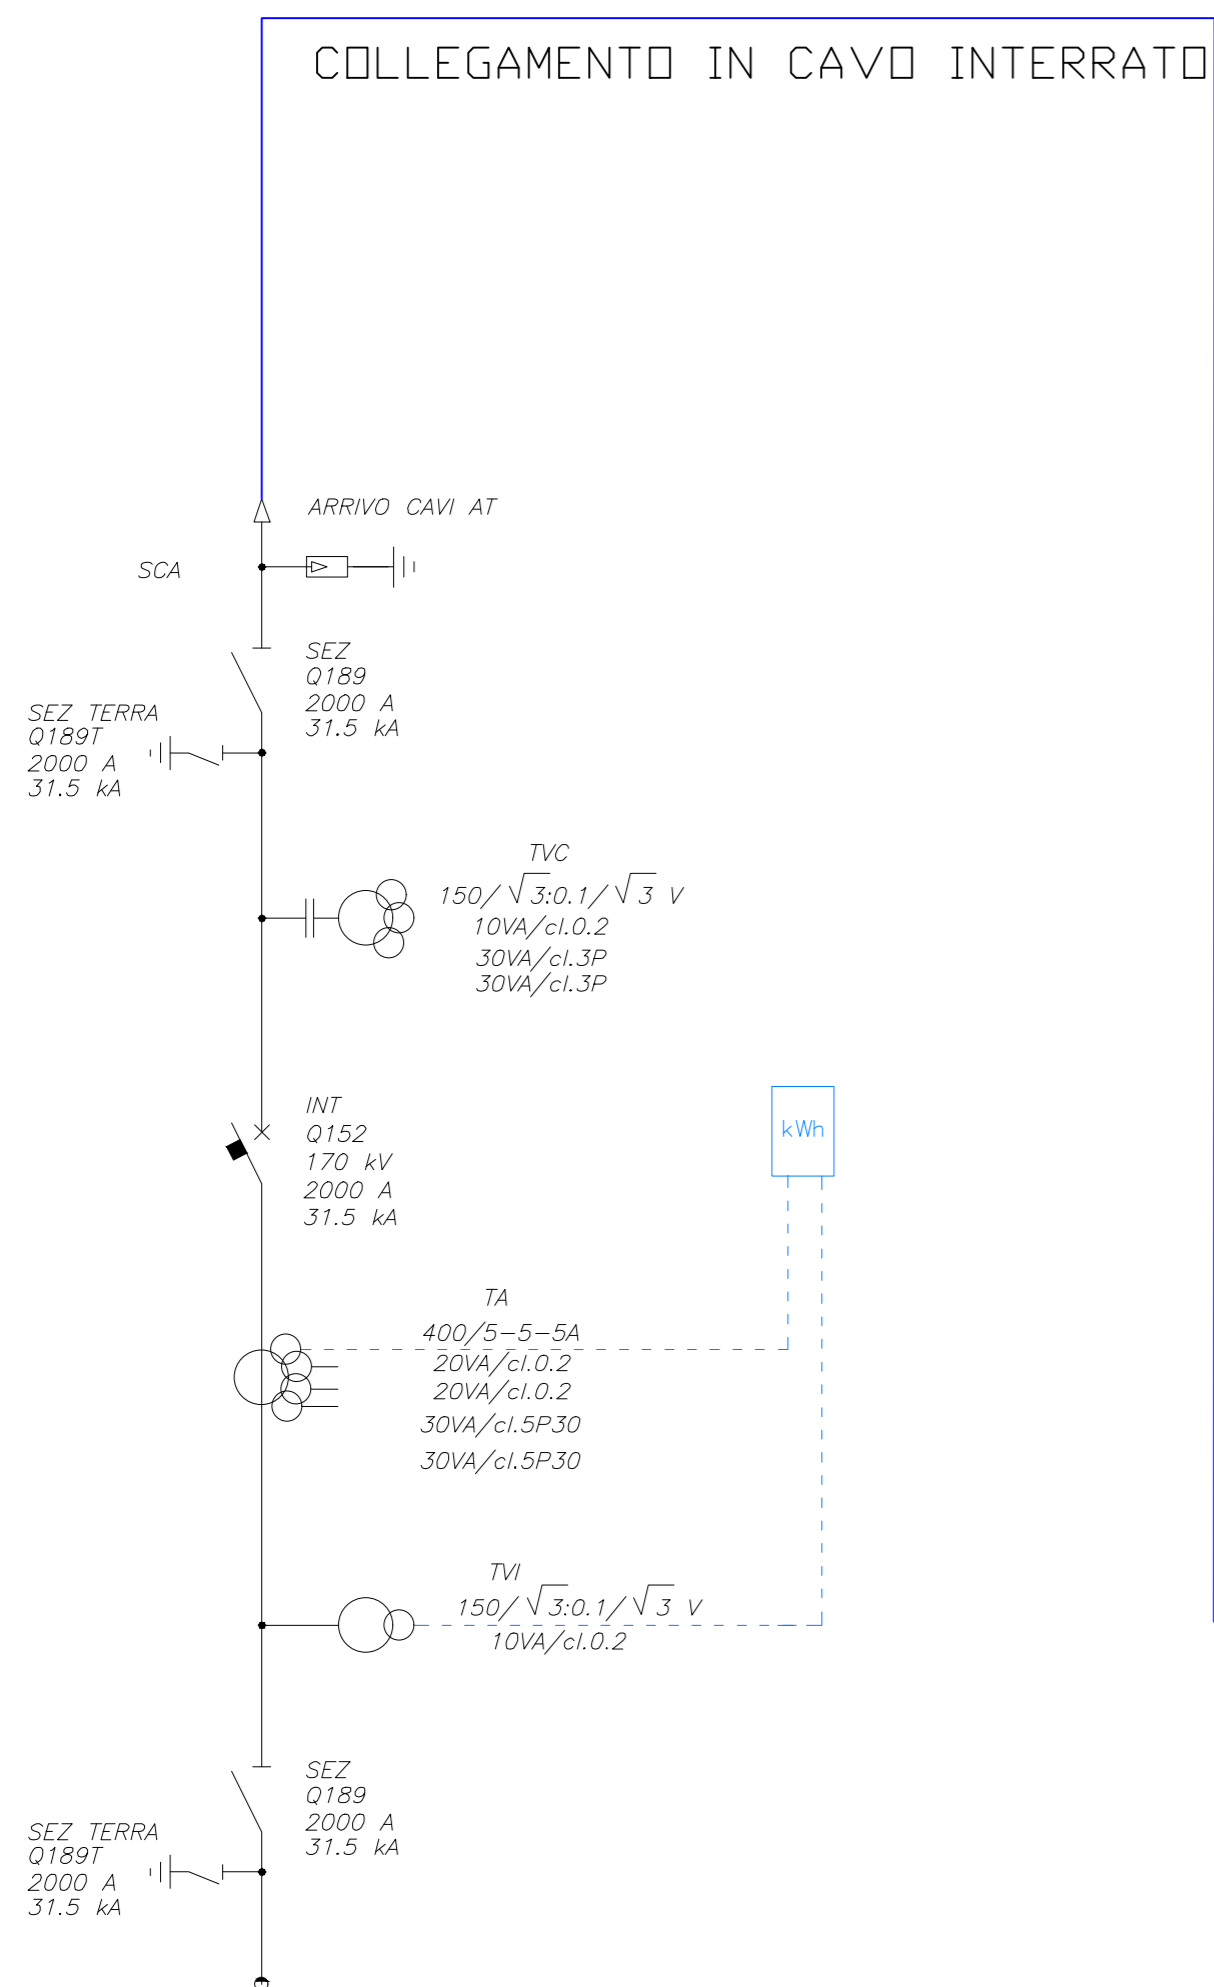 COLLEGAMENTO IN CAVO INTERRATO
ARRIVO CAVI AT
SCA
SEZ
Q189
2000 A
31.5 kA
SEZ TERRA
Q189T
2000 A
31.5 kA
TVC
150/√3:0.1/√3 V
10VA/cl.0.2
30VA/cl.3P
30VA/cl.3P
INT
Q152
170 kV
2000 A
31.5 kA
kWh
TA
400/5-5-5A
20VA/cl.0.2
20VA/cl.0.2
30VA/cl.5P30
30VA/cl.5P30
TVI
150/√3:0.1/√3 V
10VA/cl.0.2
SEZ
Q189
2000 A
31.5 kA
SEZ TERRA
Q189T
2000 A
31.5 kA